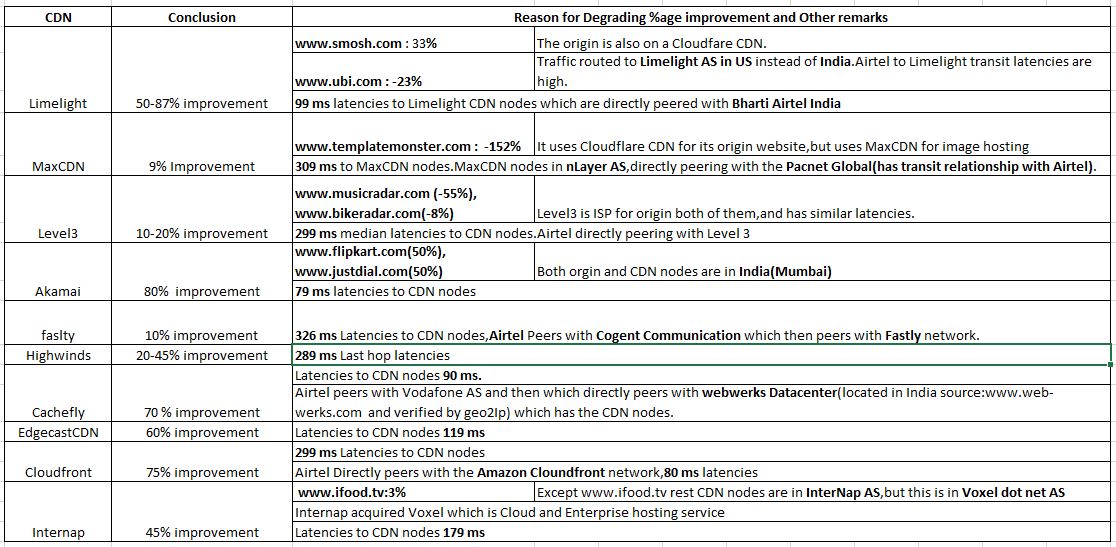 CDN Conclusion Reason for Degrading %age improvement and Other remarks
www.smosh.com : 33% The origin is also on a Cloudfare CDN.
Traffic routed to Limelight AS in US instead of India.Airtel to Limelight transit latencies are
www.ubi.com : -23% high.
Limelight 50-87% improvement 99 ms latencies to Limelight CDN nodes which are directly peered with Bharti Airtel India
www.templatemonster.com : -152% It uses Cloudflare CDN for its origin website,but uses MaxCDN for image hosting
MaxCDN 9% Improvement 309 ms to MaxCDN nodes.MaxCDN nodes in nLayer AS,directly peering with the Pacnet Global(has transit relationship with Airtel).
www.musicradar.com (-55%),
www.bikeradar.com(-8%) Level3 is ISP for origin both of them,and has similar latencies.
Level3 10-20% improvement 299 ms median latencies to CDN nodes.Airtel directly peering with Level 3
www.flipkart.com(50%),
www.justdial.com(50%) Both orgin and CDN nodes are in India(Mumbai)
Akamai 80% improvement 79 ms latencies to CDN nodes
faslty 10% improvement 326 ms Latencies to CDN nodes,Airtel Peers with Cogent Communication which then peers with Fastly network.
Highwinds 20-45% improvement 289 ms Last hop latencies
Latencies to CDN nodes 90 ms.
Airtel peers with Vodafone AS and then which directly peers with webwerks Datacenter(located in India source:www.web-
Cachefly 70 % improvement werks.com and verified by geo2Ip) which has the CDN nodes.
EdgecastCDN 60% improvement Latencies to CDN nodes 119 ms
299 ms Latencies to CDN nodes
Cloudfront 75% improvement Airtel Directly peers with the Amazon Cloundfront network,80 ms latencies
www.ifood.tv:3% Except www.ifood.tv rest CDN nodes are in InterNap AS,but this is in Voxel dot net AS
Internap acquired Voxel which is Cloud and Enterprise hosting service
Internap 45% improvement Latencies to CDN nodes 179 ms